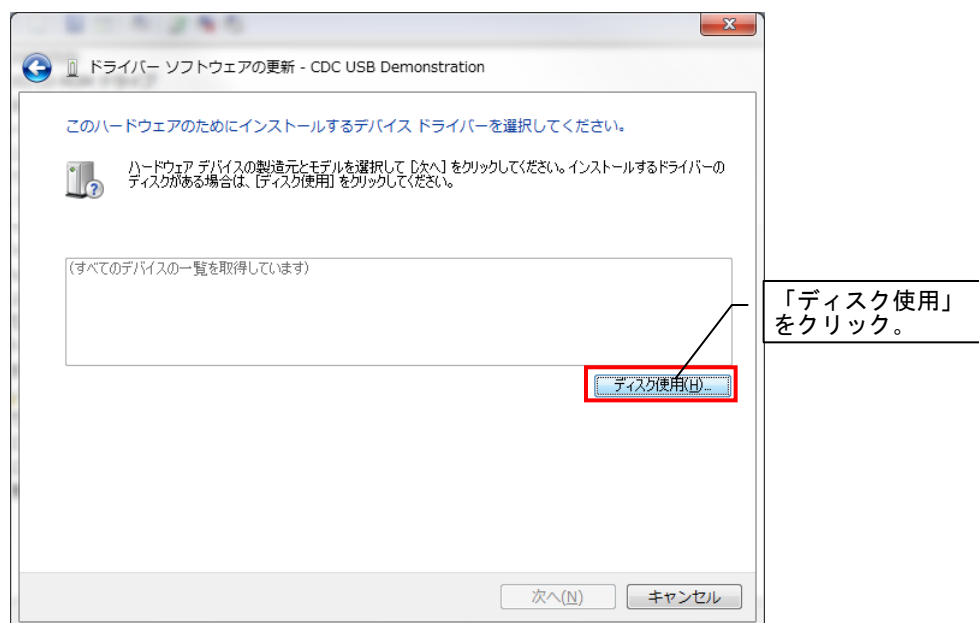 ドライバー ソフトウェアの更新 - CDC USB Demonstration
このハードウェアのためにインストールするデバイス ドライバーを選択してください。
ハードウェア デバイスの製造元とモデルを選択して [次へ] をクリックしてください。インストールするドライバーの
ディスクがある場合は、[ディスク使用] をクリックしてください。
(すべてのデバイスの一覧を取得しています)
「ディスク使用」
をクリック。
ディスク使用(H)...
次へ(N)
キャンセル